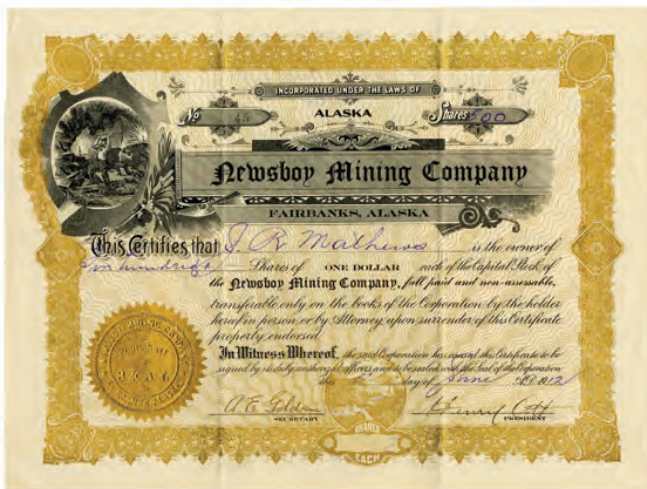 INCORPORATED UNDER THE LAWS OF
No 45 ALASKA Shares 500
Newsboy Mining Company
FAIRBANKS, ALASKA
This Certifies that J. R. Mathews is the owner of
Shares of ONE DOLLAR each of the Capital Stock of
the Newsboy Mining Company, full paid and non-assessable,
transferable only on the books of the Corporation by the holder
hereof in person or by Attorney upon surrender of this Certificate
properly endorsed.
In Witness Whereof, the said Corporation has caused this Certificate to be
signed by its duly authorized officers and to be sealed with the Seal of the Corporation
this day of June A.D. 1912
SECRETARY PRESIDENT
SHARES
EACH